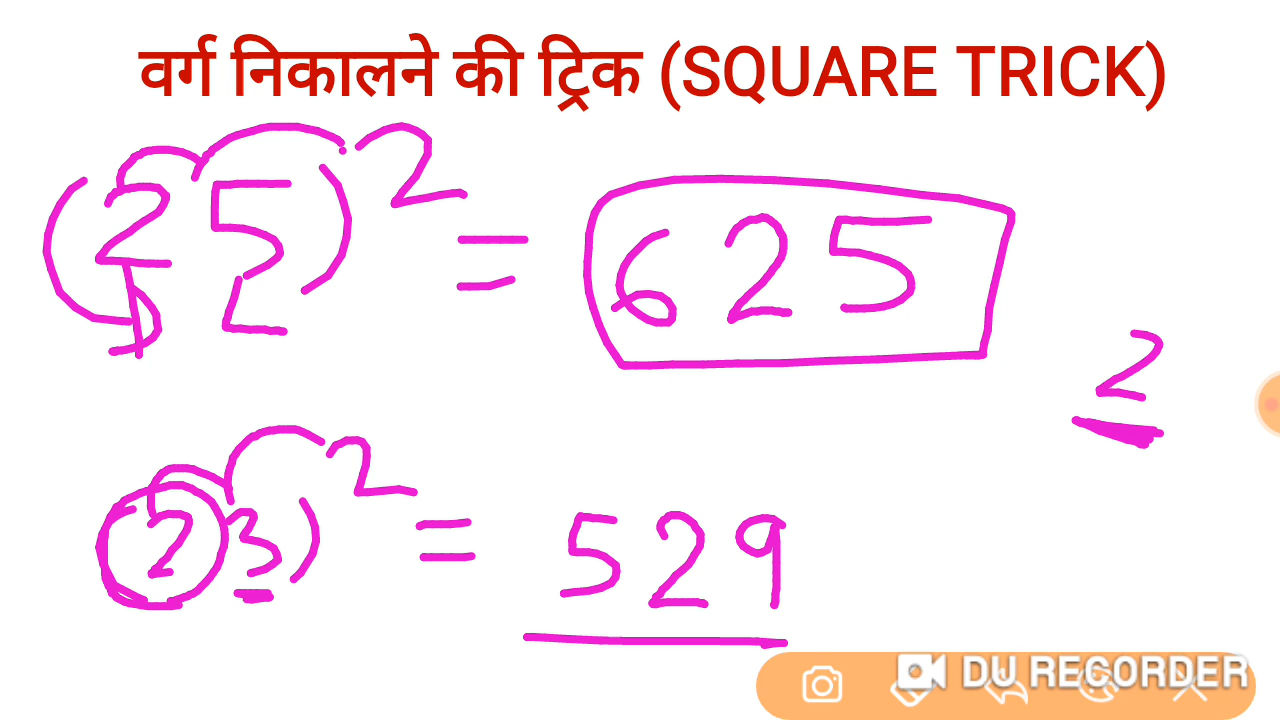 वर्ग निकालने की ट्रिक (SQUARE TRICK)
(25)² = 625
2
(23)² = 529
DU RECORDER